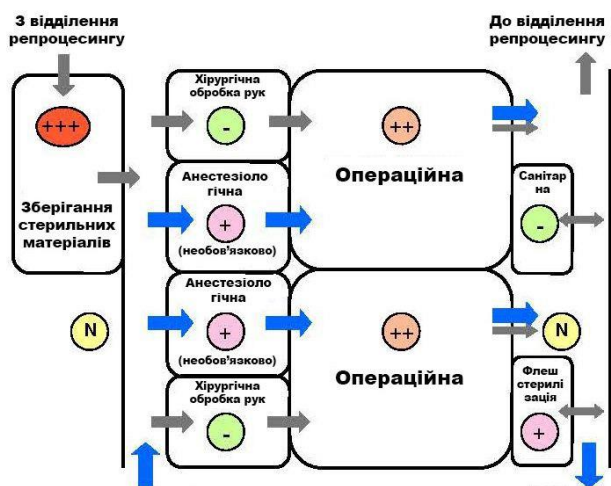 З відділення
репроцесингу
До відділення
репроцесингу
+++
Зберігання
стерильних
матеріалів
N
Хірургічна
обробка рук
-
Анестезіоло
гічна
+
(необов'язково)
Анестезіоло
гічна
+
(необов'язково)
Хірургічна
обробка рук
-
++
Операційна
++
Операційна
Санітар
на
-
N
Флеш
стерилі
зація
+